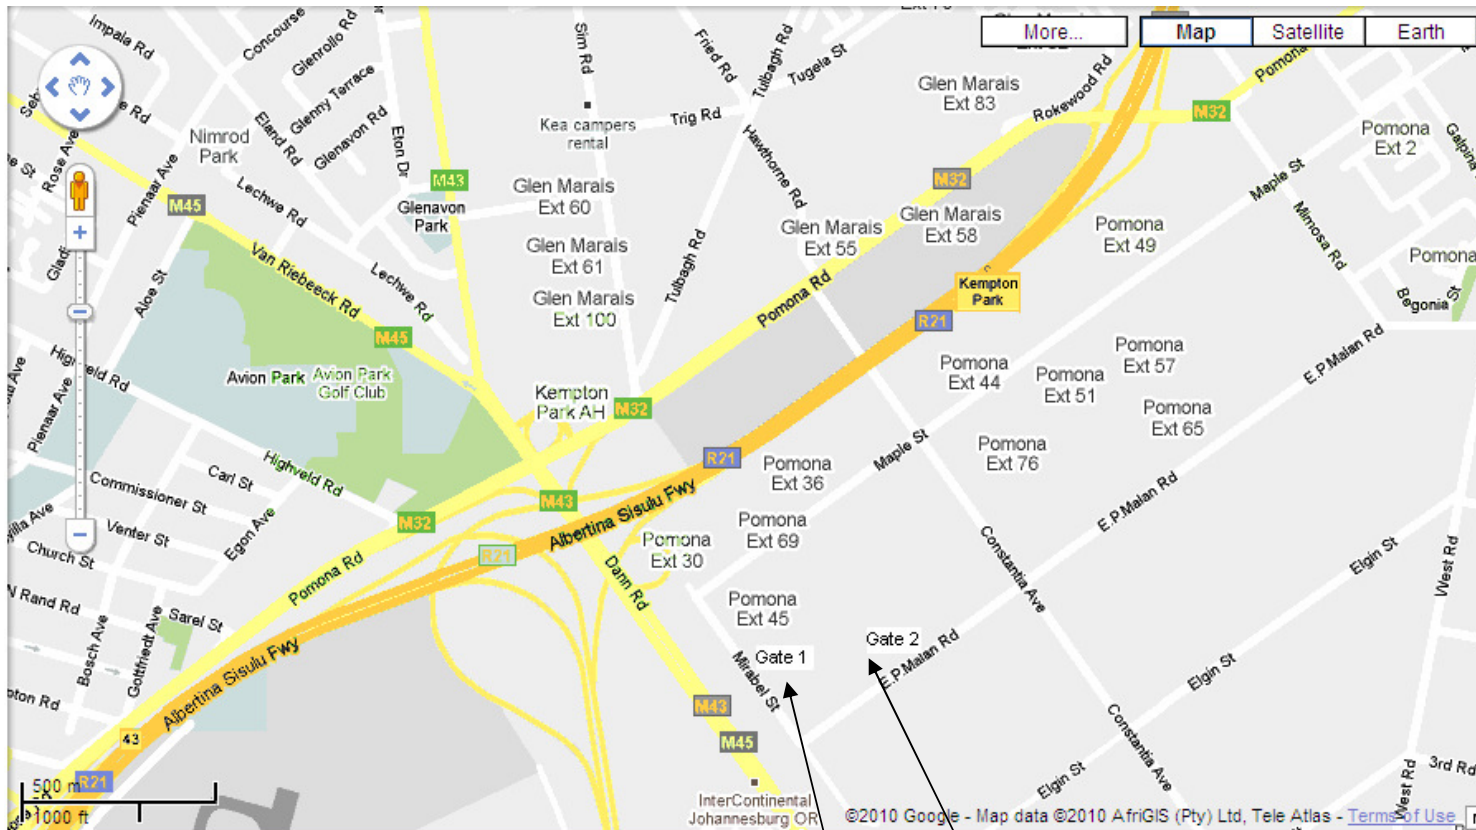 More...
Map
Satellite
Earth
Impala Rd
Concourse
Glenrollo Rd
Glenny Terrace
Glenavon Rd
Eland Rd
Eton Dr
Sim Rd
Fried Rd
Tulbagh Rd
Tugela St
Trig Rd
Kea campers
rental
Glen Marais
Glen Marais
Ext 83
Rokewood Rd
Pomona
M32
Pomona
Ext 2
Nimrod
Park
Rose Ave
Pienaar Ave
M45
Lechwe Rd
M43
Glenavon
Park
Glen Marais
Ext 60
Hawthorne Rd
M32
Maple St
Mimosa Rd
Glen Marais
Ext 61
Glen Marais
Ext 55
Glen Marais
Ext 58
Pomona
Ext 49
Pomona
Van Riebeeck Rd
Lechwe Rd
Aloe St
Glen Marais
Ext 100
Tulbagh Rd
Pomona Rd
Kempton
Park
R21
Begonia St
E.P.Malan Rd
M45
Highveld Rd
Avion Park
Avion Park
Golf Club
Kempton
Park AH
M32
Pomona
Ext 44
Pomona
Ext 51
Pomona
Ext 57
Pomona
Ext 65
Pienaar Ave
Maple St
Pomona
Ext 76
R21
Pomona
Ext 36
Highveld Rd
Carl St
Commissioner St
Venter St
Egon Ave
Church St
M32
M43
Albertina Sisulu Fwy
R21
Pomona
Ext 69
Pomona
Ext 30
E.P.Malan Rd
Constantia Ave
Elgin St
West Rd
N Rand Rd
Sarel St
Pomona Rd
Dann Rd
Pomona
Ext 45
Bosch Ave
Gottfriedt Ave
Albertina Sisulu Fwy
Gate 1
Gate 2
Mirabel St
E.P.Malan Rd
Elgin St
M43
M45
43
R21
Constantia Ave
Elgin St
West Rd
3rd Rd
500 m
1000 ft
InterContinental
Johannesburg OR
©2010 Google - Map data ©2010 AfriGIS (Pty) Ltd, Tele Atlas - Terms of Use